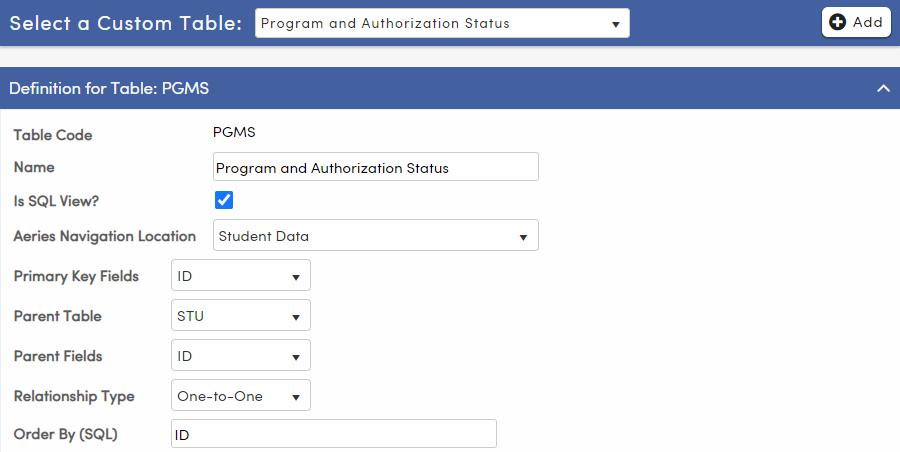 Select a Custom Table: Program and Authorization Status Add
Definition for Table: PGMS
Table Code PGMS
Name Program and Authorization Status
Is SQL View?
Aeries Navigation Location Student Data
Primary Key Fields ID
Parent Table STU
Parent Fields ID
Relationship Type One-to-One
Order By (SQL) ID